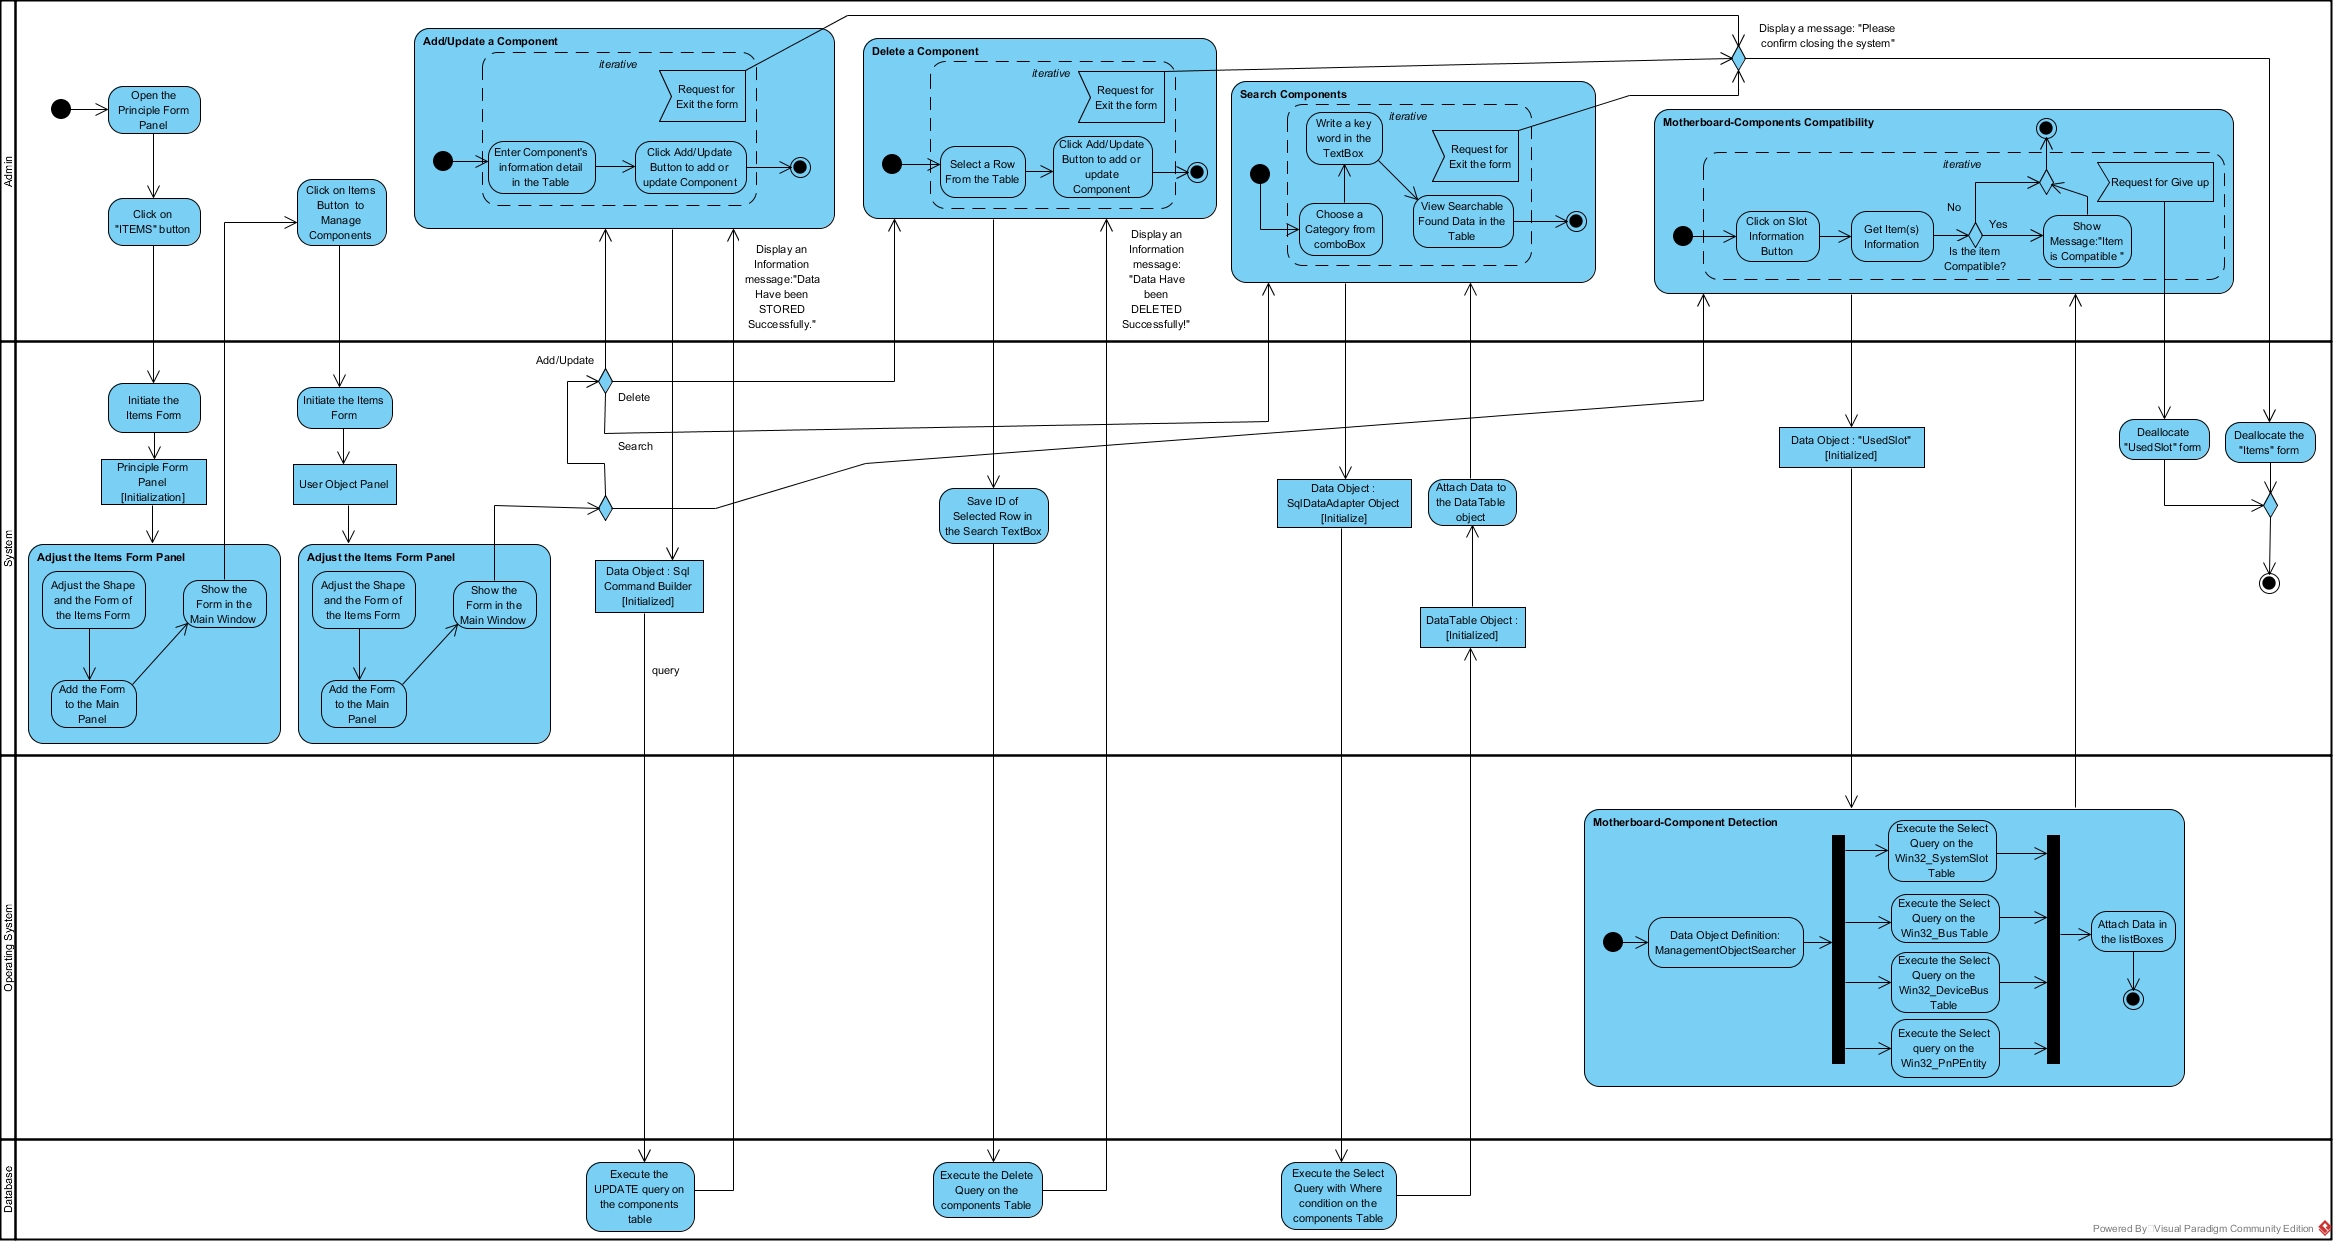 Admin
Open the
Principle Form
Panel
Click on
"ITEMS" button
Click on Items
Button to
Manage
Components
Add/Update a Component
iterative
Request for
Exit the form
Enter Component's
information detail
in the Table
Click Add/Update
Button to add or
update Component
Display an
Information
message:"Data
Have been
STORED
Successfully."
Delete a Component
iterative
Request for
Exit the form
Select a Row
From the Table
Click Add/Update
Button to add or
update
Component
Display an
Information
message:
"Data Have
been
DELETED
Successfully!"
Search Components
iterative
Write a key
word in the
TextBox
Request for
Exit the form
Choose a
Category from
comboBox
View Searchable
Found Data in the
Table
Display a message: "Please
confirm closing the system"
Motherboard-Components Compatibility
iterative
Request for Give up
Click on Slot
Information
Button
Get Item(s)
Information
No
Yes
Is the item
Compatible?
Show
Message:"Item
is Compatible "
System
Initiate the
Items Form
Principle Form
Panel
[Initialization]
Adjust the Items Form Panel
Adjust the Shape
and the Form of
the Items Form
Show the
Form in the
Main Window
Add the Form
to the Main
Panel
Initiate the Items
Form
User Object Panel
Adjust the Items Form Panel
Adjust the Shape
and the Form of
the Items Form
Show the
Form in the
Main Window
Add the Form
to the Main
Panel
Add/Update
Delete
Search
Data Object : Sql
Command Builder
[Initialized]
query
Save ID of
Selected Row in
the Search TextBox
Data Object :
SqlDataAdapter Object
[Initialize]
Attach Data to
the DataTable
object
DataTable Object :
[Initialized]
Data Object : "UsedSlot"
[Initialized]
Deallocate
"UsedSlot" form
Deallocate the
"Items" form
Operating System
Motherboard-Component Detection
Data Object Definition:
ManagementObjectSearcher
Execute the Select
Query on the
Win32_SystemSlot
Table
Execute the Select
Query on the
Win32_Bus Table
Execute the Select
Query on the
Win32_DeviceBus
Table
Execute the Select
query on the
Win32_PnPEntity
Attach Data in
the listBoxes
Database
Execute the
UPDATE query on
the components
table
Execute the Delete
Query on the
components Table
Execute the Select
Query with Where
condition on the
components Table
Powered By Visual Paradigm Community Edition